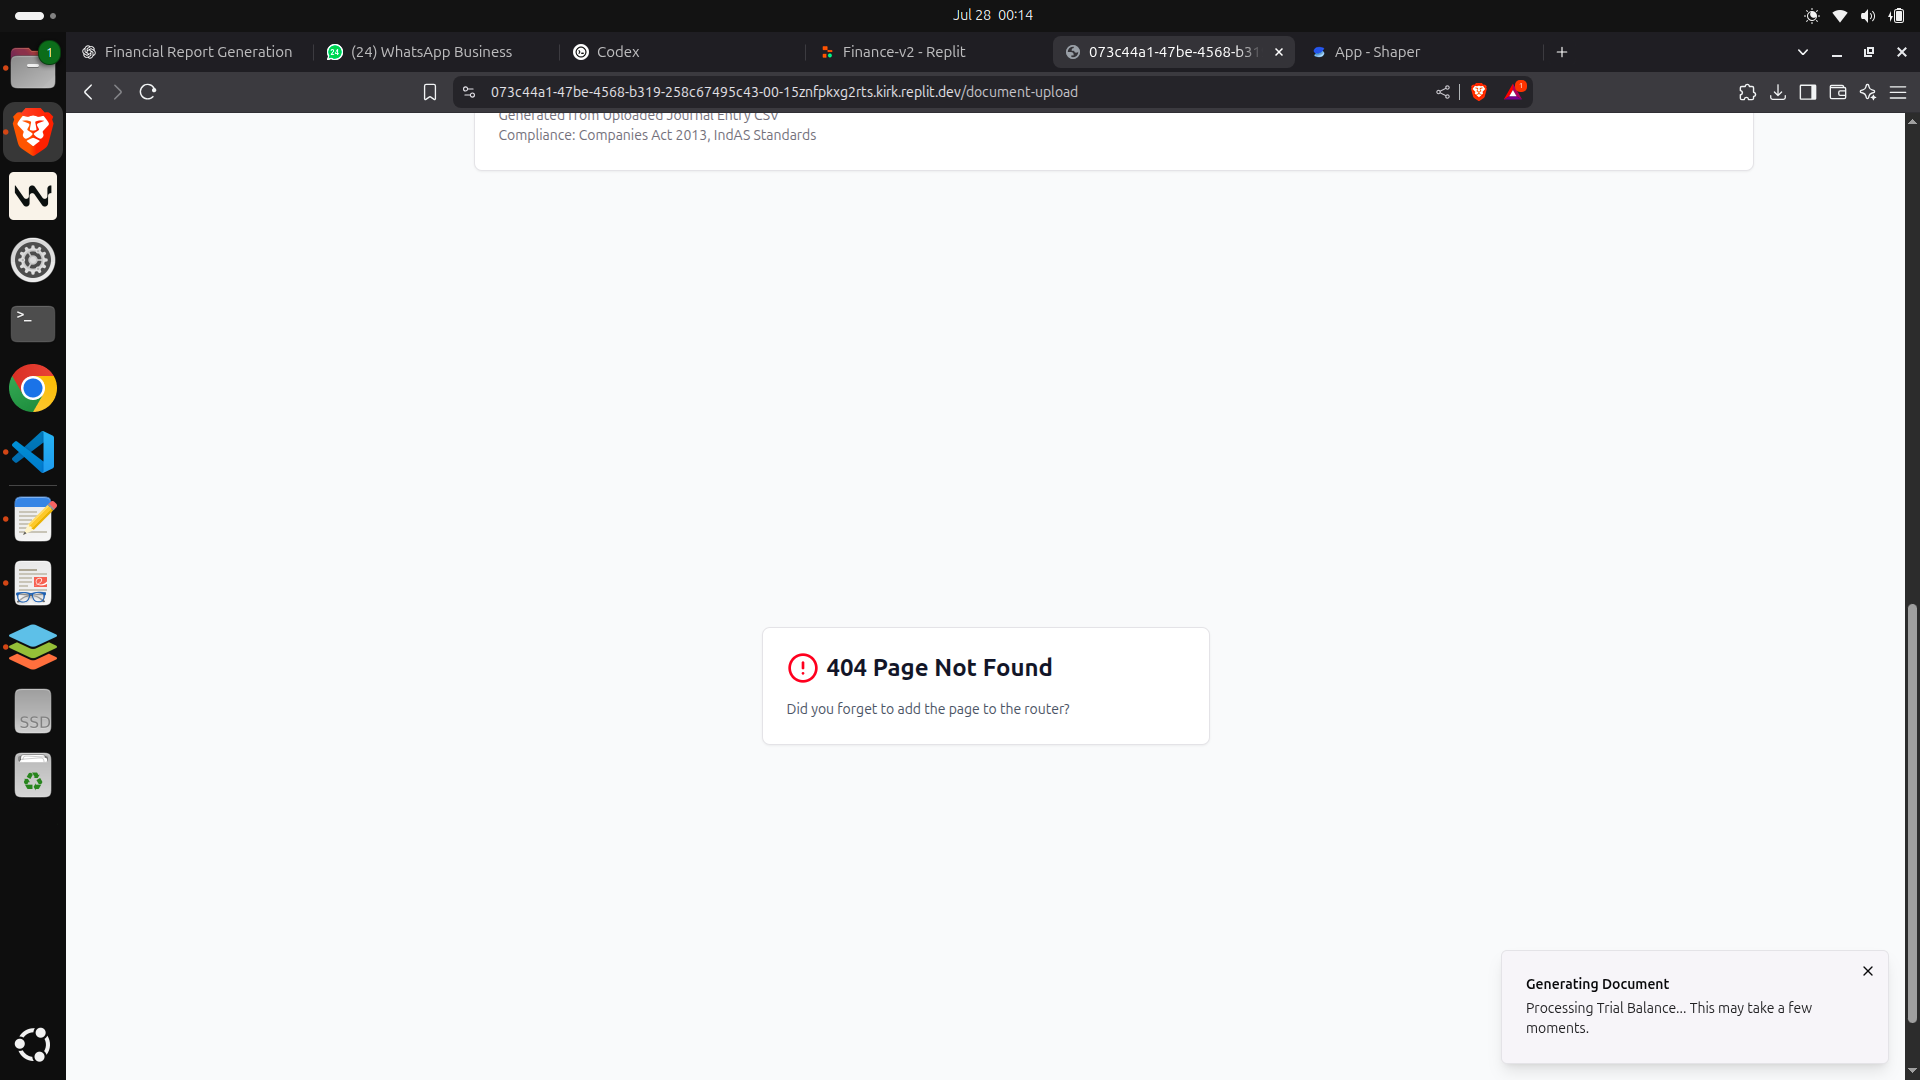 Jul 28 00:14
1
Financial Report Generation
24
(24) WhatsApp Business
Codex
Finance-v2 - Replit
073c44a1-47be-4568-b31
App - Shaper
073c44a1-47be-4568-b319-258c67495c43-00-15znfpkxg2rts.kirk.replit.dev/document-upload
1
Generated from Uploaded Journal Entry CSV
Compliance: Companies Act 2013, IndAS Standards
>_
404 Page Not Found
Did you forget to add the page to the router?
SSD
Generating Document
Processing Trial Balance... This may take a few
moments.